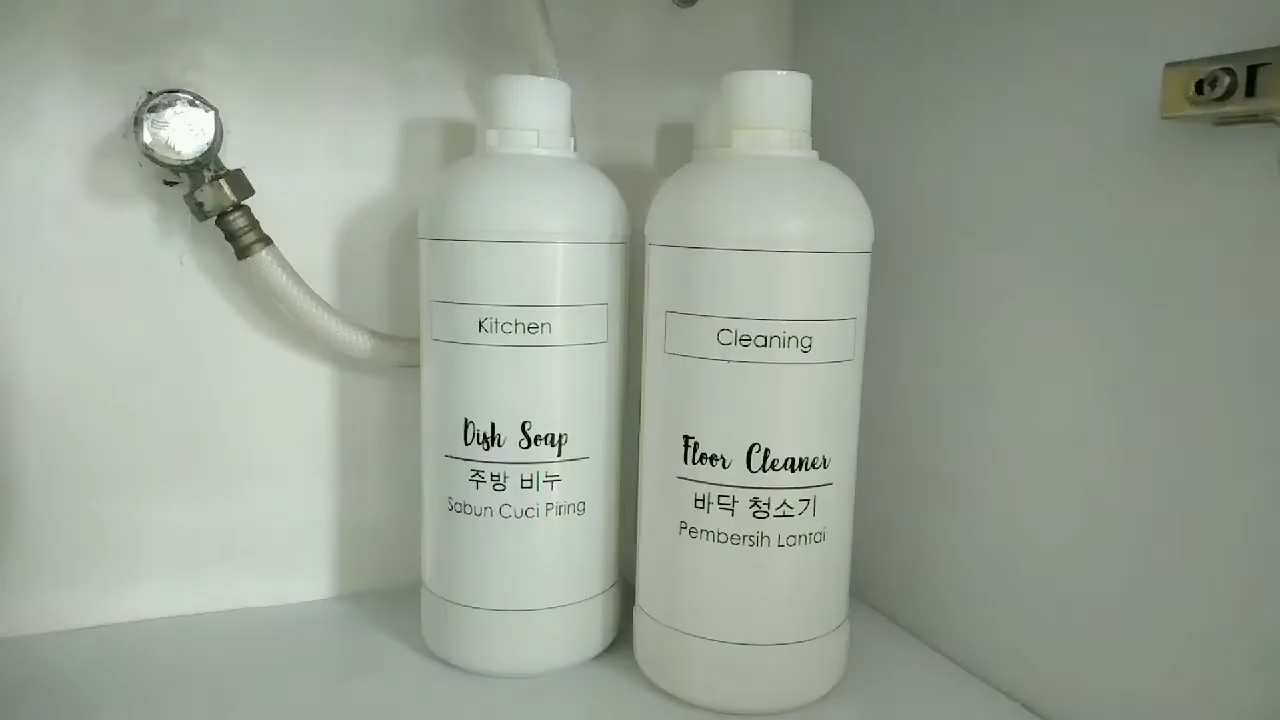 Kitchen
Dish Soap
주방 비누
Sabun Cuci Piring
Cleaning
Floor Cleaner
바닥 청소기
Pembersih Lantai